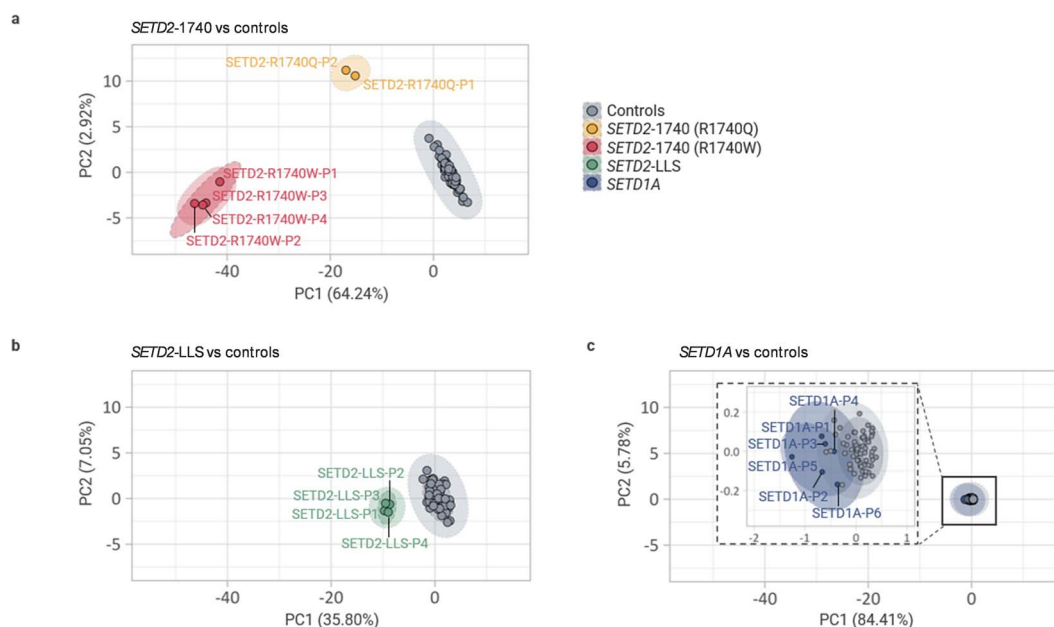 a
SETD2-1740 vs controls
10
5
0
-5
PC2 (2.92%)
SETD2-R1740Q-P2
SETD2-R1740Q-P1
SETD2-R1740W-P1
SETD2-R1740W-P3
SETD2-R1740W-P4
SETD2-R1740W-P2
-40
-20
0
PC1 (64.24%)
Controls
SETD2-1740 (R1740Q)
SETD2-1740 (R1740W)
SETD2-LLS
SETD1A
b
SETD2-LLS vs controls
10
5
0
-5
PC2 (7.05%)
SETD2-LLS-P2
SETD2-LLS-P3
SETD2-LLS-P1
SETD2-LLS-P4
-40
-20
0
PC1 (35.80%)
c
SETD1A vs controls
10
5
0
-5
PC2 (5.78%)
0.2
0.0
-0.2
SETD1A-P4
SETD1A-P1
SETD1A-P3
SETD1A-P5
SETD1A-P2
SETD1A-P6
-2
-1
0
1
-40
-20
0
PC1 (84.41%)